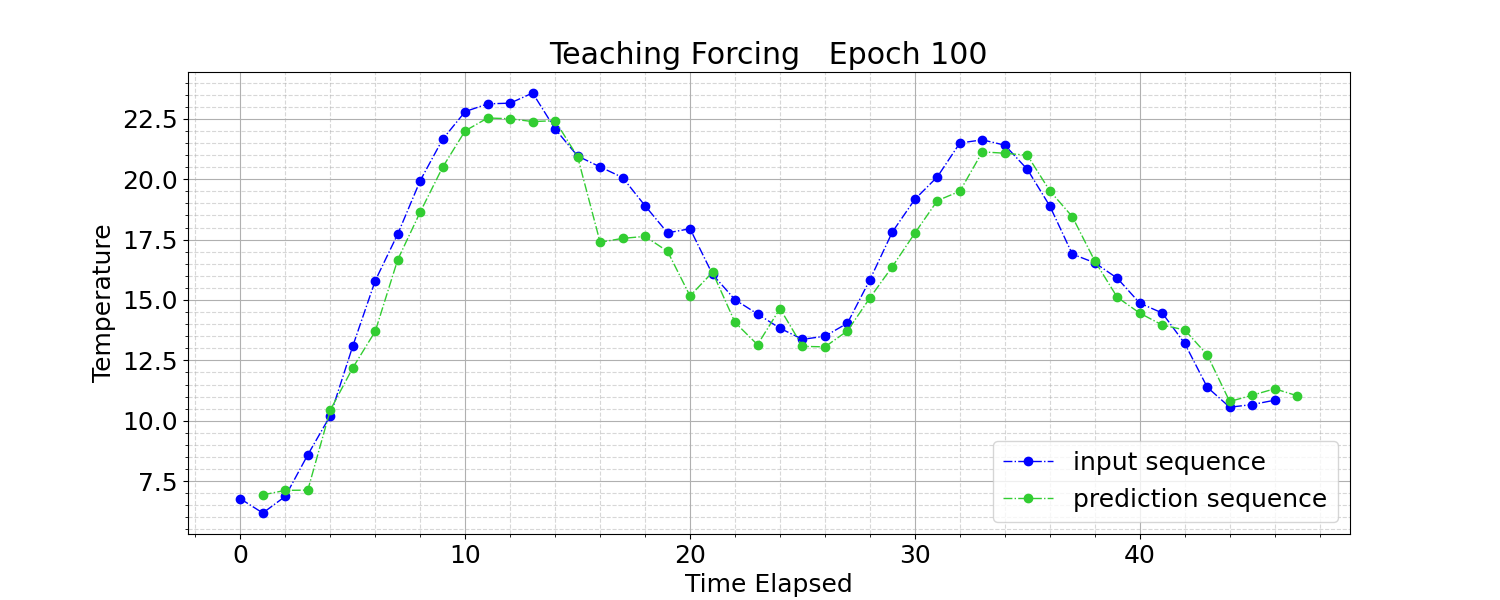 Teaching Forcing   Epoch 100
22.5
20.0
17.5
15.0
12.5
10.0
7.5
Temperature
0 10 20 30 40
Time Elapsed
input sequence
prediction sequence